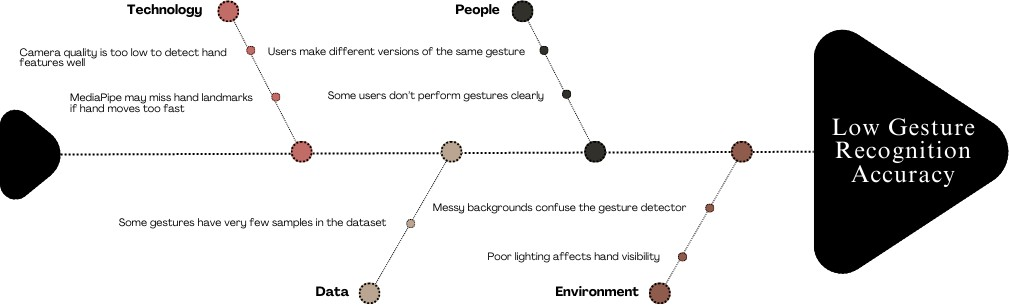 Technology
Camera quality is too low to detect hand
features well
MediaPipe may miss hand landmarks
if hand moves too fast
People
Users make different versions of the same gesture
Some users don't perform gestures clearly
Low Gesture
Recognition
Accuracy
Some gestures have very few samples in the dataset
Data
Messy backgrounds confuse the gesture detector
Poor lighting affects hand visibility
Environment